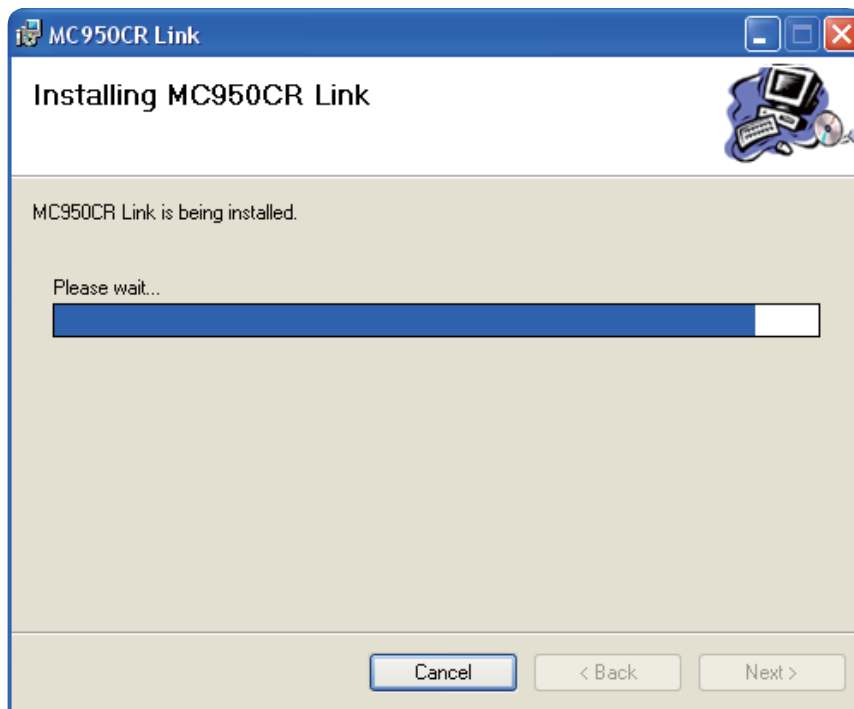 MC950CR Link
Installing MC950CR Link
MC950CR Link is being installed.
Please wait...
Cancel
< Back
Next >